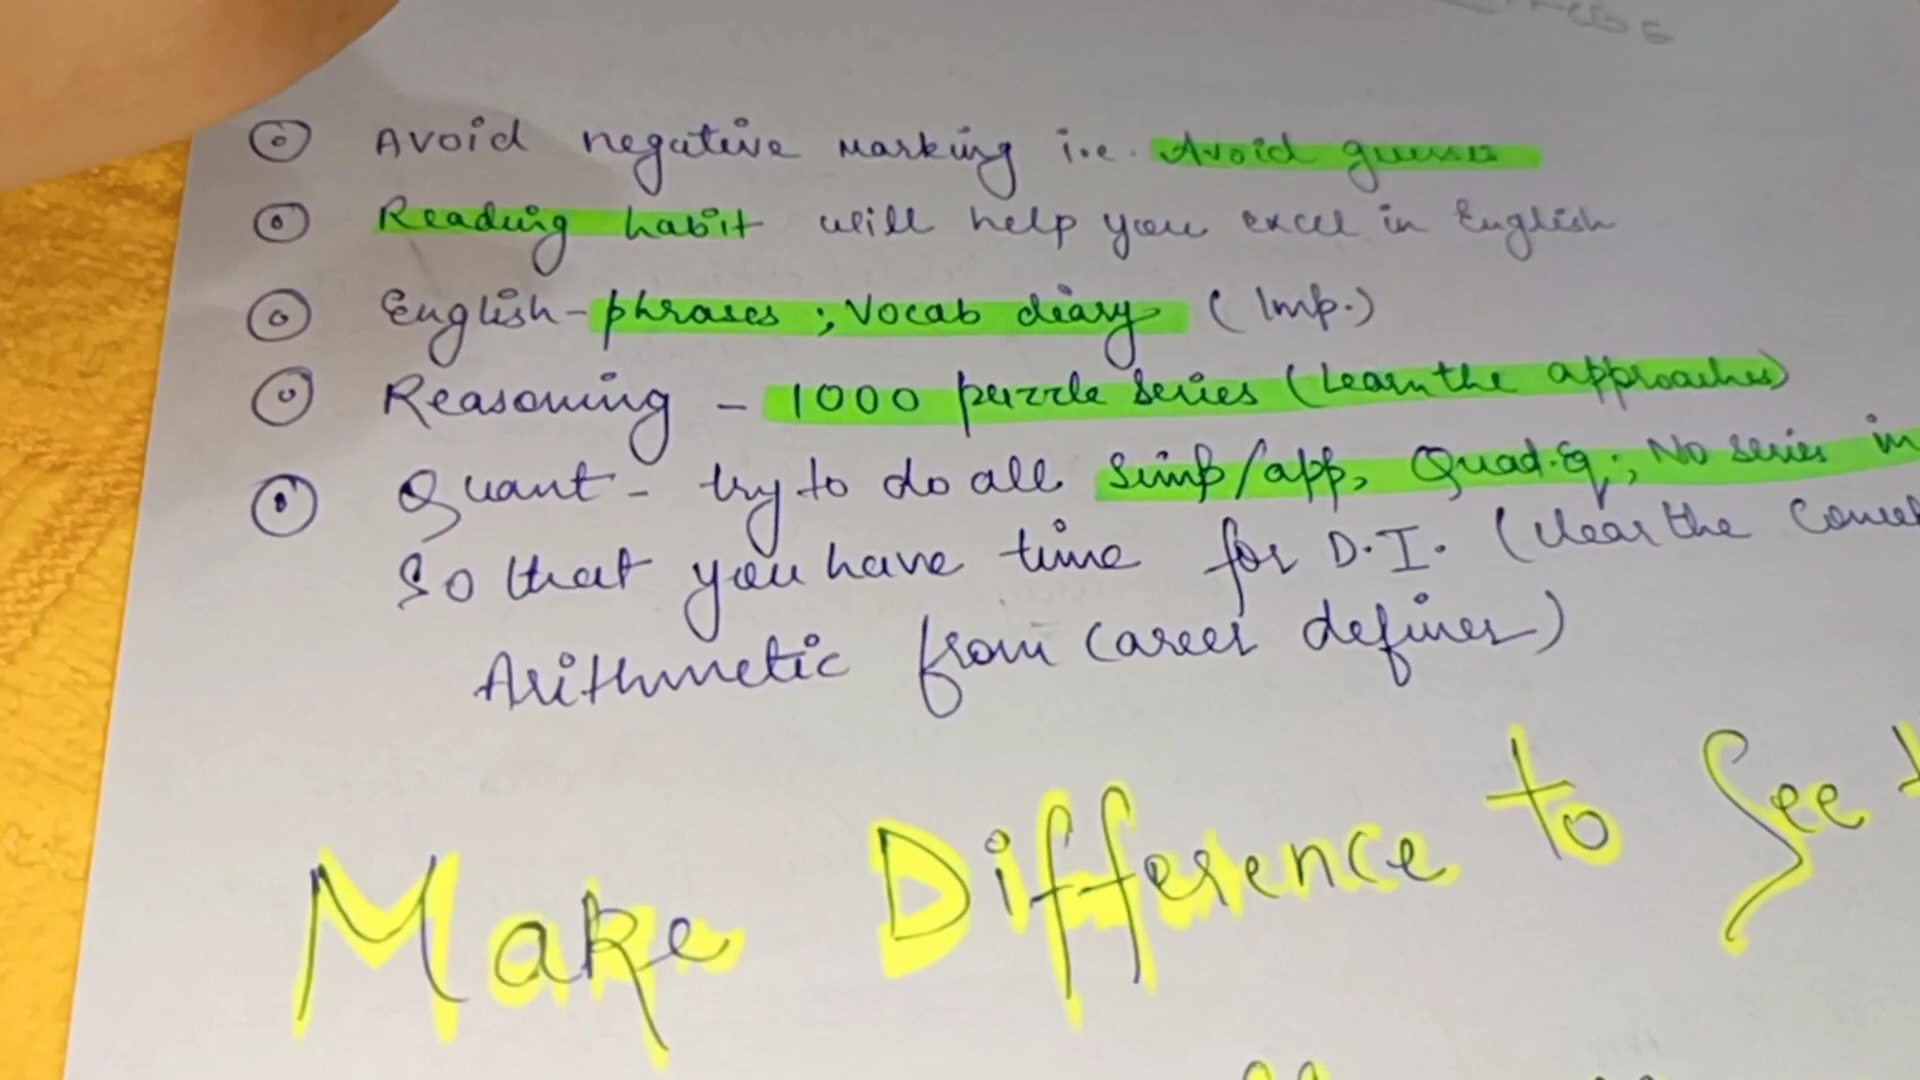 Avoid negative marking i.e. Avoid guesses
Reading habit will help you excel in English
English - phrases ; Vocab diary (Imp.)
Reasoning - 1000 puzzle series (Learn the approaches)
Quant - try to do all Simp/app, Quad. Eq., No series in
So that you have time for D.I. (Clear the
Arithmetic from Career definer)
Make Difference to See